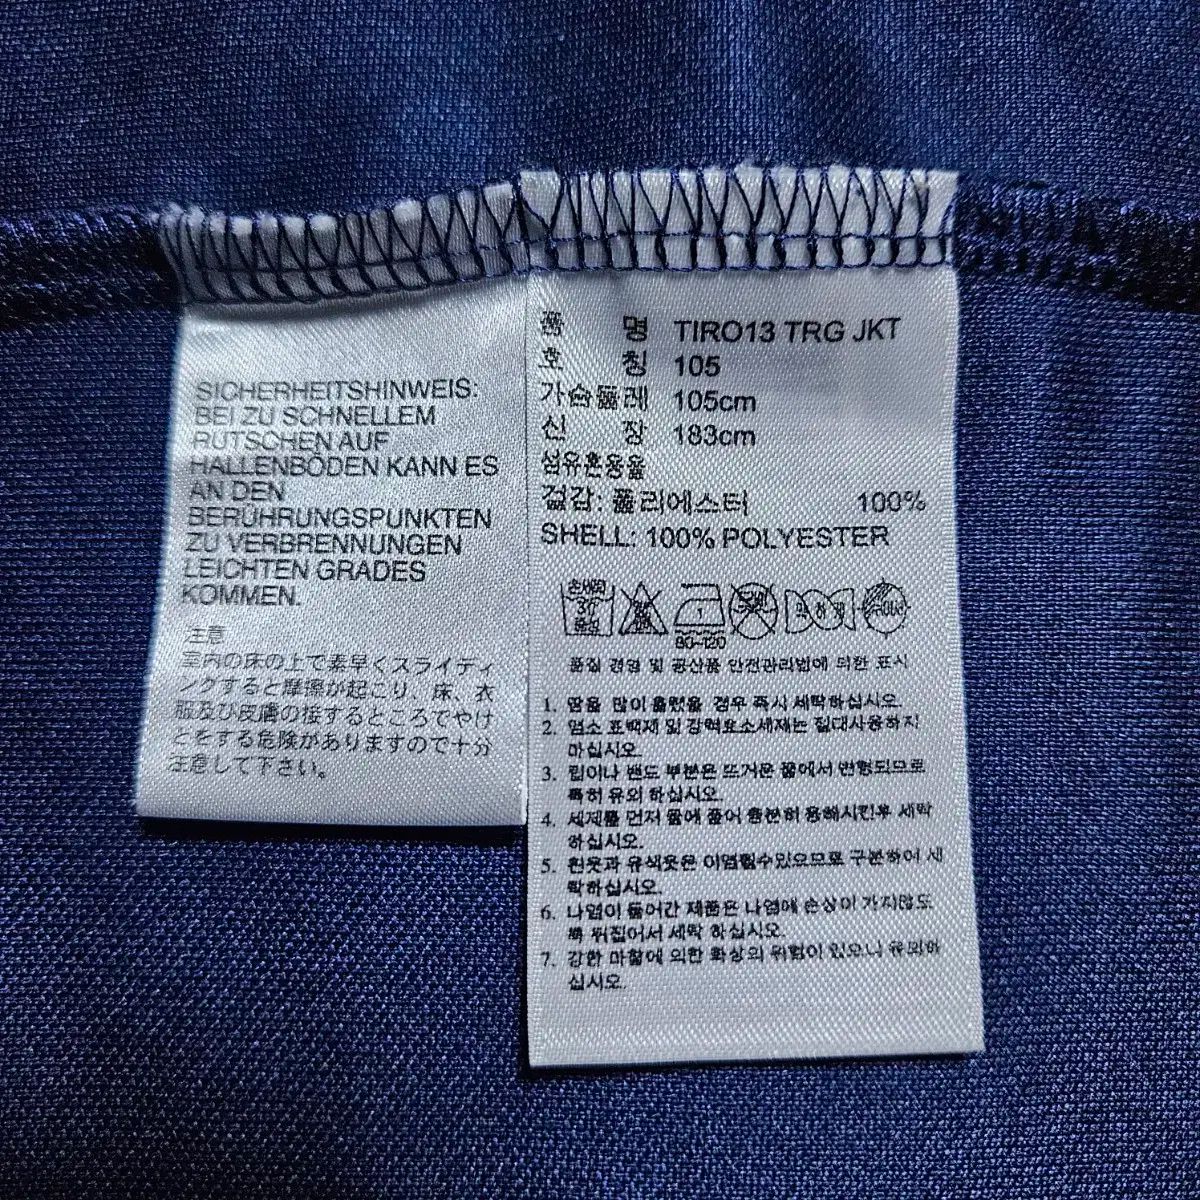 SICHERHEITSHINWEIS:
BEI ZU SCHNELLEM
RUTSCHEN AUF
HALLENBÖDEN KANN ES
AN DEN
BERÜHRUNGSPUNKTEN
ZU VERBRENNUNGEN
LEICHTEN GRADES
KOMMEN.
注意
室内の床の上で素早くスライディ
ングすると摩擦が起こり、床、衣
服及び皮膚の接するところでやけ
どをする危険がありますので十分
注意して下さい。
품 명 TIRO13 TRG JKT
호 칭 105
가슴둘레 105cm
신 장 183cm
섬유혼용율
겉감: 폴리에스터 100%
SHELL: 100% POLYESTER
손세탁
30
중성
80-120
품질 경영 및 공산품 안전관리법에 의한 표시
1. 땀을 많이 흘렸을 경우 즉시 세탁하십시오.
2. 염소 표백제 및 강력효소세제는 절대사용하지
마십시오.
3. 립이나 밴드 부분은 뜨거운 물에서 변형되므로
특히 유의 하십시오.
4. 세제를 먼저 물에 풀어 충분히 용해시킨후 세탁
하십시오.
5. 흰옷과 유색옷은 이염될수있으므로 구분하여 세
탁하십시오.
6. 나염이 들어간 제품은 나염에 손상이 가지않도
록 뒤집어서 세탁 하십시오.
7. 강한 마찰에 의한 화상의 위험이 있으니 유의하
십시오.